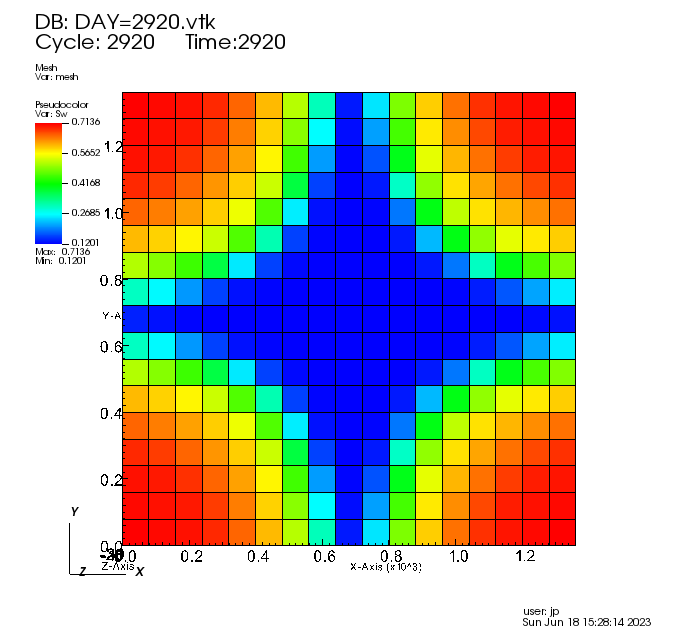 DB: DAY=2920.vtk
Cycle: 2920 Time:2920
Mesh
Var: mesh
Pseudocolor
Var: Sw
0.7136
0.5652
0.4168
0.2685
0.1201
Max: 0.7136
Min: 0.1201
1.2
1.0
0.8
Y-A
0.6
0.4
0.2
0.0
0.0 0.2 0.4 0.6 0.8 1.0 1.2
Z-Axis
X-Axis (x10^3)
Y
Z
X
user: jp
Sun Jun 18 15:28:14 2023